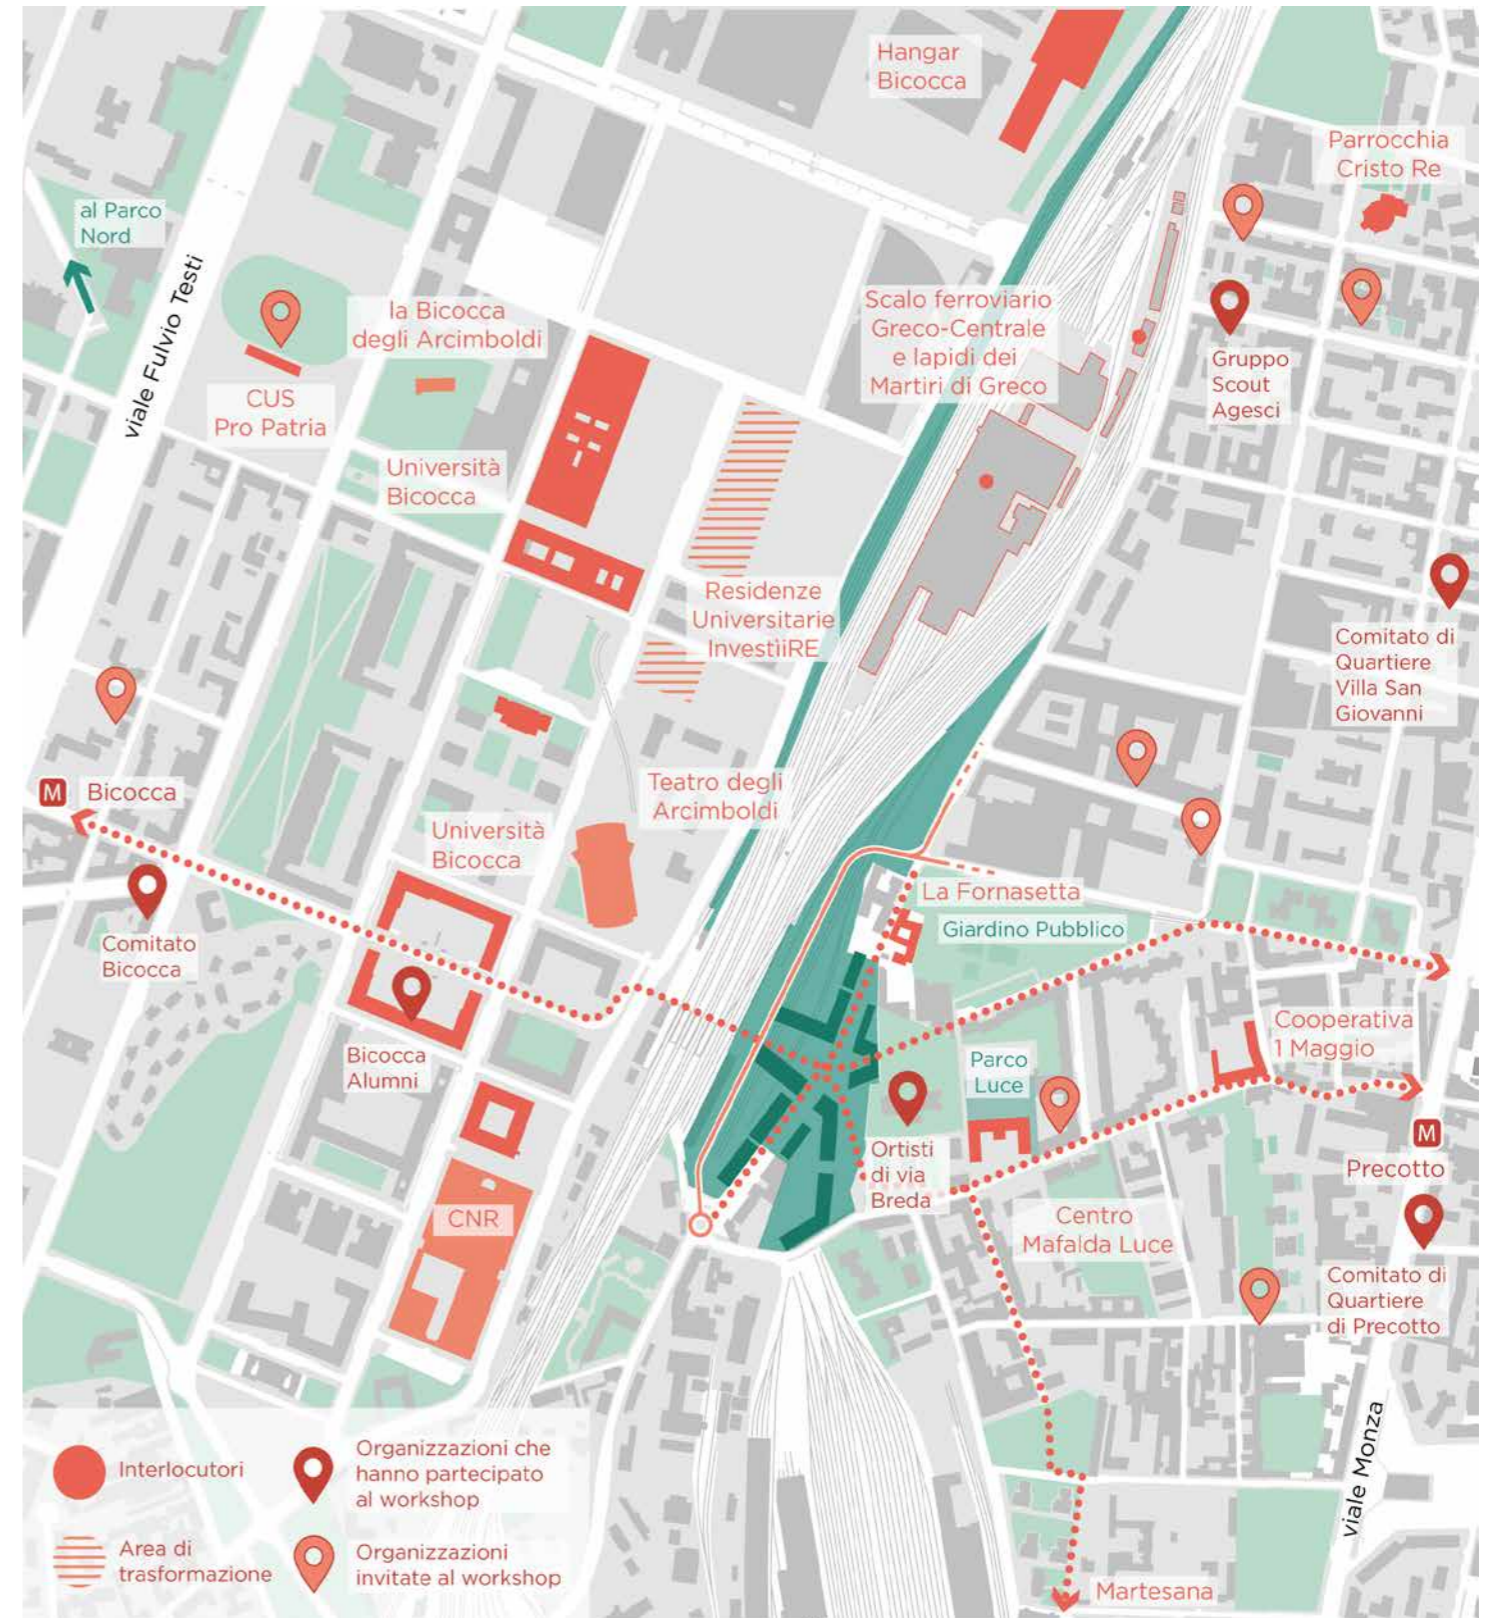 Hangar
Bicocca
Parrocchia
Cristo Re
al Parco
Nord
viale Fulvio Testi
la Bicocca
degli Arcimboldi
Scalo ferroviario
Greco-Centrale
e lapidi dei
Martiri di Greco
Gruppo
Scout
Agesci
CUS
Pro Patria
Università
Bicocca
Residenze
Universitarie
InvestiiRE
Comitato di
Quartiere
Villa San
Giovanni
M Bicocca
Teatro degli
Arcimboldi
Università
Bicocca
La Fornasetta
Giardino Pubblico
Comitato
Bicocca
Bicocca
Alumni
Cooperativa
1 Maggio
Parco
Luce
M
Precotto
Ortisti
di via
Breda
CNR
Centro
Mafalda Luce
Comitato di
Quartiere
di Precotto
viale Monza
Martesana
Interlocutori
Organizzazioni che
hanno partecipato
al workshop
Area di
trasformazione
Organizzazioni
invitate al workshop